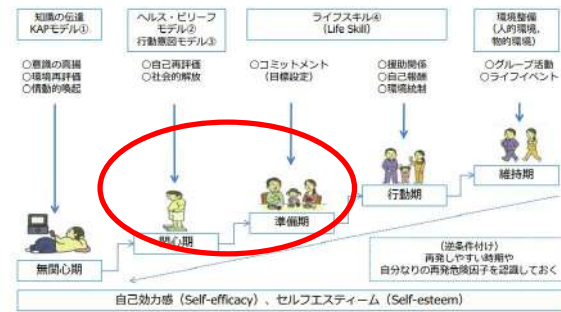 知識の伝達
KAPモデル①
ヘルス・ビリーフ
モデル②
行動意図モデル③
ライフスキル④
(Life Skill)
環境整備
(人的環境、
物的環境)
○意識の真揚
○環境再評価
○情動的喚起
○自己再評価
○社会的解放
○コミットメント
(目標設定)
○援助関係
○自己報酬
○環境統制
○グループ活動
○ライフイベント
無関心期
関心期
準備期
行動期
維持期
(逆条件付け)
再発しやすい時期や
自分なりの再発危険因子を認識しておく
自己効力感(Self-efficacy)、セルフエスティーム(Self-esteem)